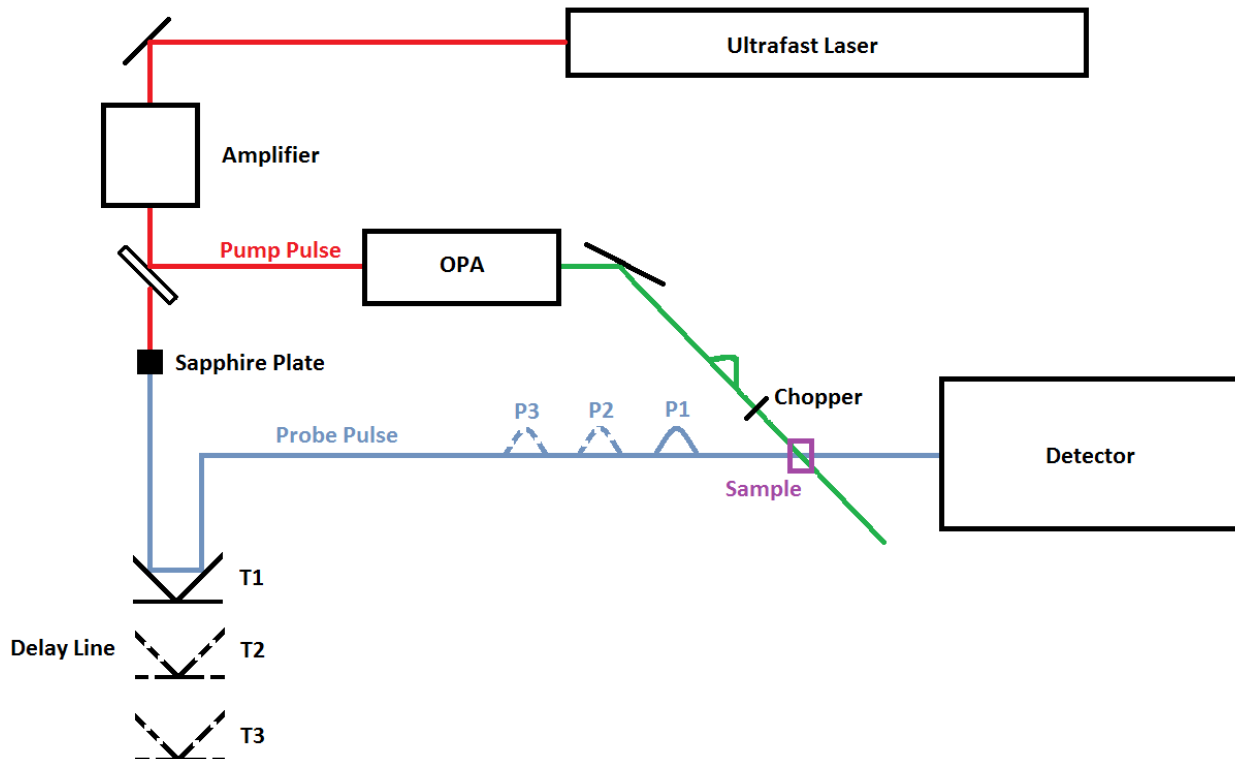 Ultrafast Laser
Amplifier
Pump Pulse
OPA
Sapphire Plate
Chopper
P3
P2
P1
Probe Pulse
Detector
Sample
T1
Delay Line
T2
T3